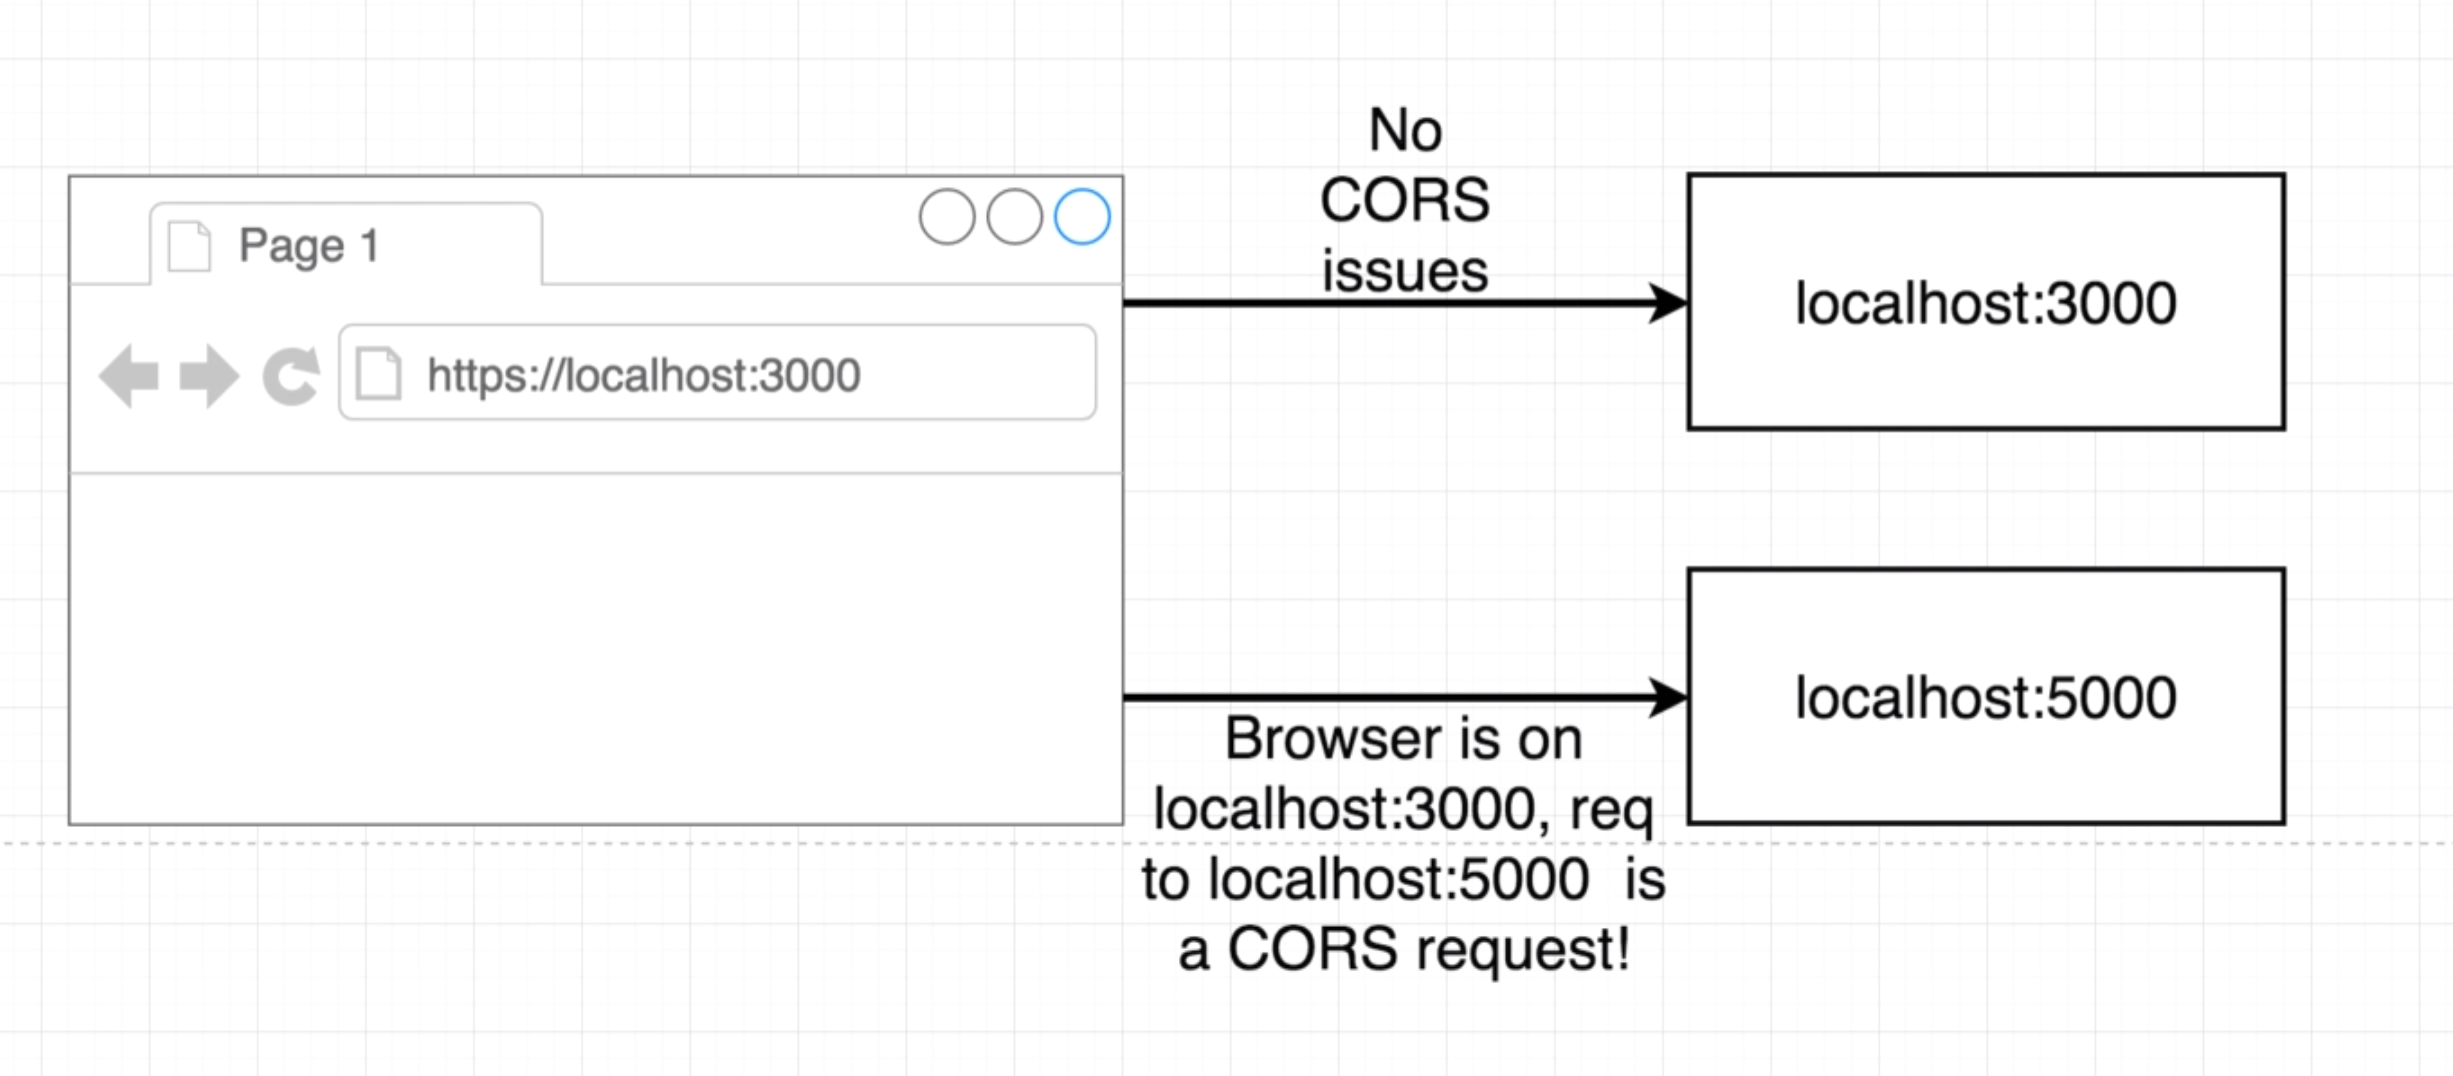 Page 1
https://localhost:3000
No
CORS
issues
localhost:3000
localhost:5000
Browser is on
localhost:3000, req
to localhost:5000  is
a CORS request!